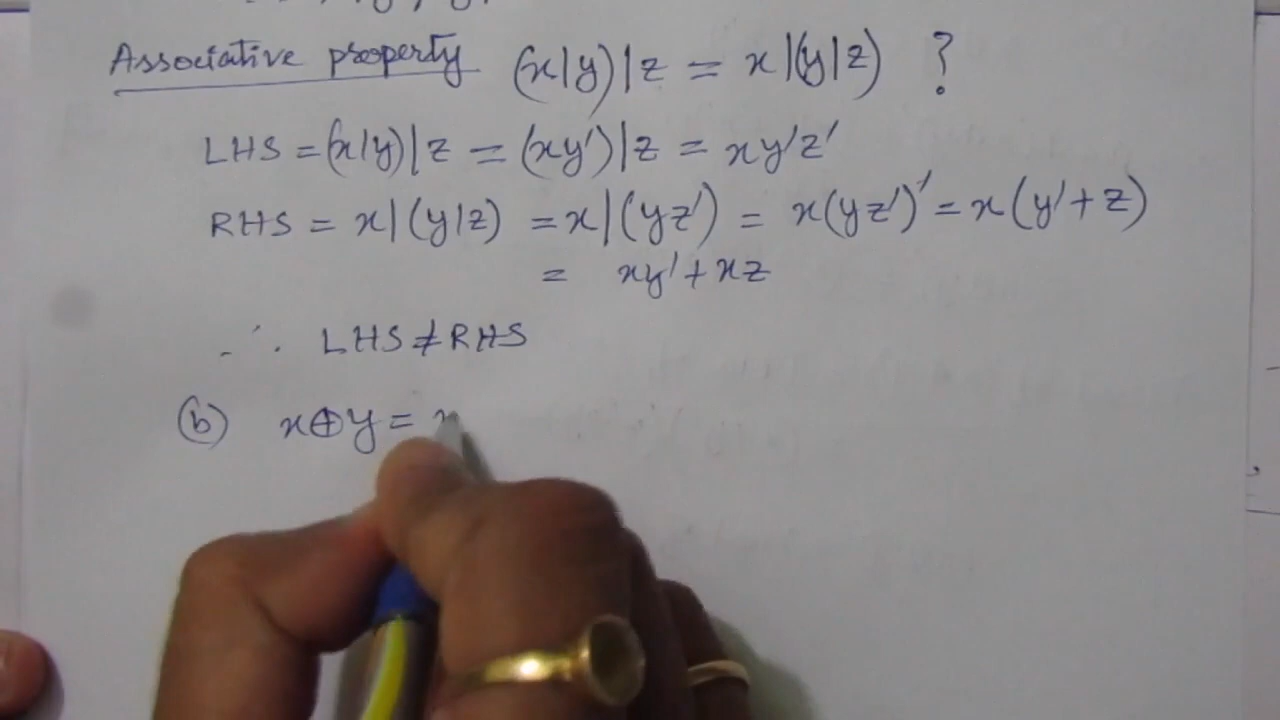 Associative property (x|y)|z = x|(y|z) ?
LHS = (x|y)|z = (xy')|z = xy'z'
RHS = x|(y|z) = x|(yz') = x(yz')' = x(y'+z)
= xy'+xz
∴ LHS ≠ RHS
(b) x⊕y = x